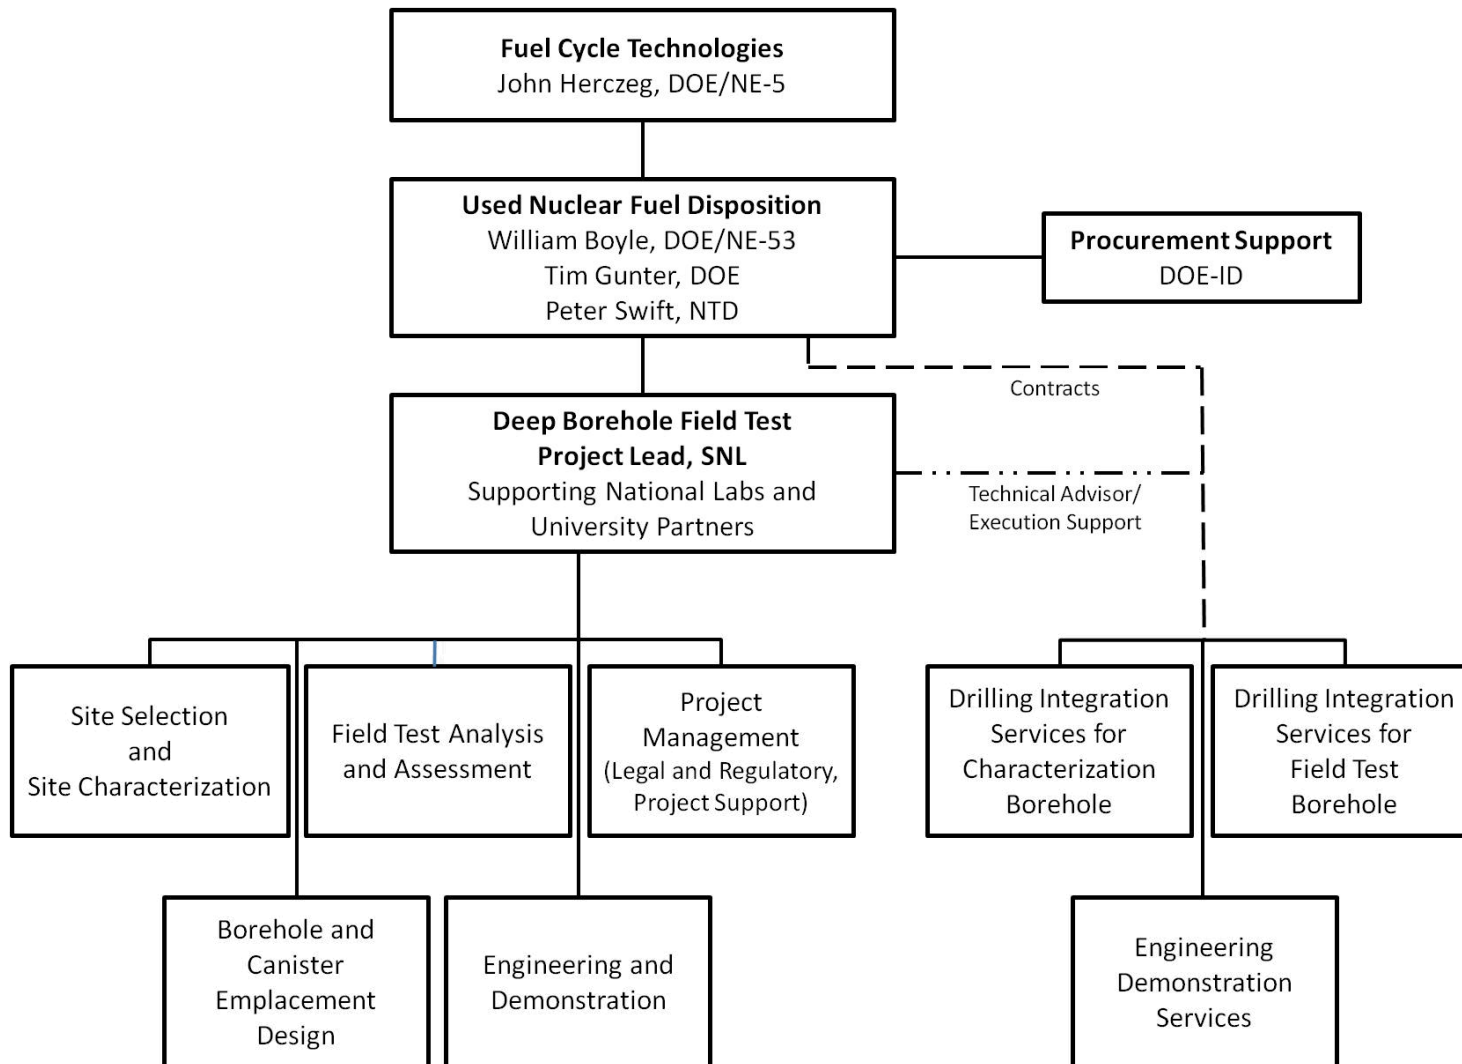 Fuel Cycle Technologies
John Herczeg, DOE/NE-5
Used Nuclear Fuel Disposition
William Boyle, DOE/NE-53
Tim Gunter, DOE
Peter Swift, NTD
Procurement Support
DOE-ID
Contracts
Deep Borehole Field Test
Project Lead, SNL
Supporting National Labs and
University Partners
Technical Advisor/
Execution Support
Site Selection
and
Site Characterization
Field Test Analysis
and Assessment
Project
Management
(Legal and Regulatory,
Project Support)
Drilling Integration
Services for
Characterization
Borehole
Drilling Integration
Services for
Field Test
Borehole
Borehole and
Canister
Emplacement
Design
Engineering and
Demonstration
Engineering
Demonstration
Services